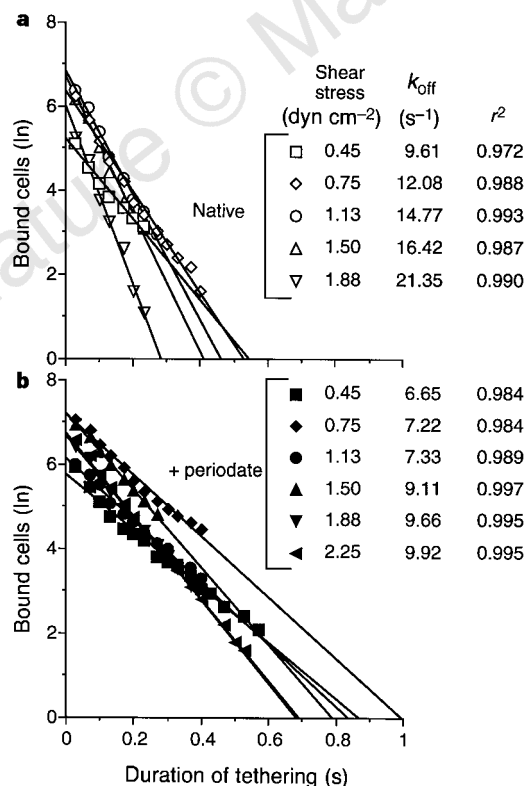 Nature ©
a
8
6
4
2
0
Bound cells (ln)
Native
Shear stress (dyn cm⁻²) k_off (s⁻¹) r²
□ 0.45 9.61 0.972
◇ 0.75 12.08 0.988
○ 1.13 14.77 0.993
△ 1.50 16.42 0.987
▽ 1.88 21.35 0.990
b
8
6
4
2
0
Bound cells (ln)
+ periodate
■ 0.45 6.65 0.984
◆ 0.75 7.22 0.984
● 1.13 7.33 0.989
▲ 1.50 9.11 0.997
▼ 1.88 9.66 0.995
◀ 2.25 9.92 0.995
0 0.2 0.4 0.6 0.8 1
Duration of tethering (s)